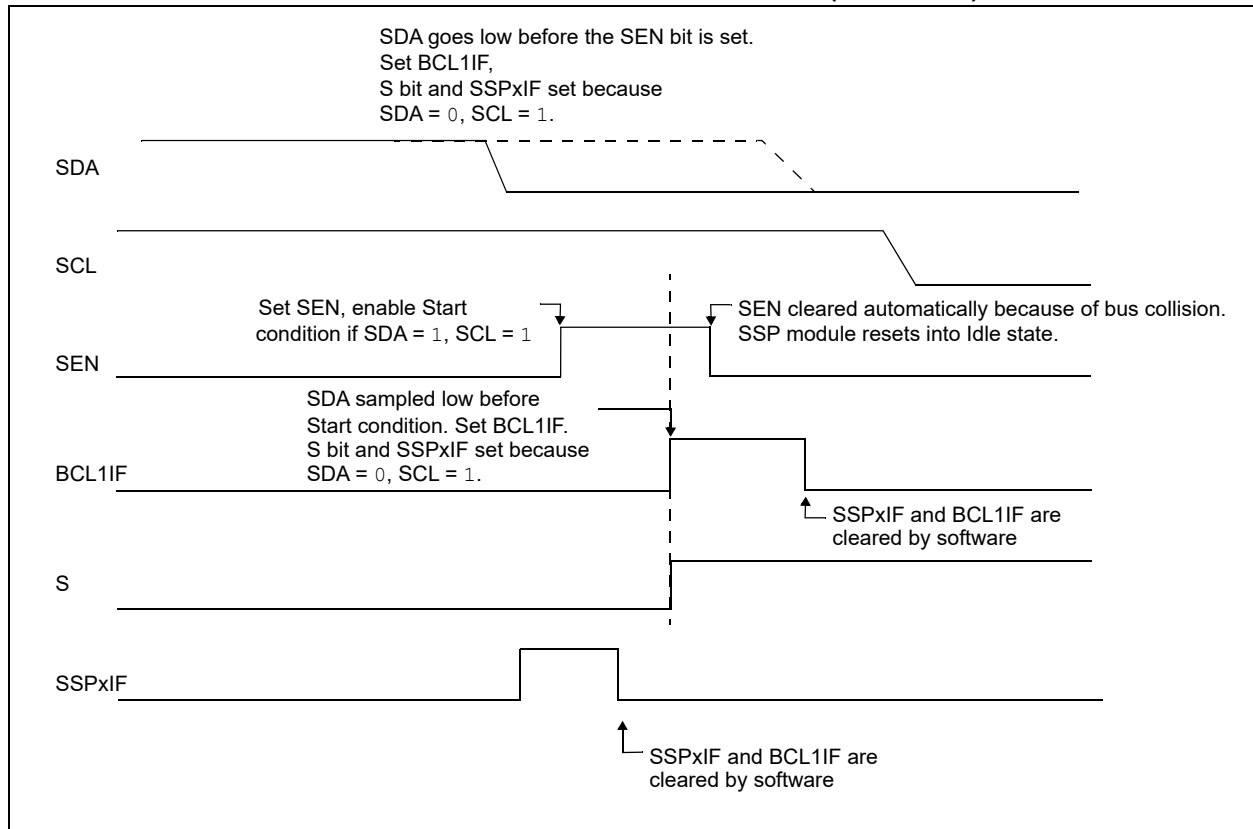 SDA goes low before the SEN bit is set.
Set BCL1IF,
S bit and SSPxIF set because
SDA = 0, SCL = 1.
SDA
SCL
Set SEN, enable Start
condition if SDA = 1, SCL = 1
SEN cleared automatically because of bus collision.
SSP module resets into Idle state.
SEN
SDA sampled low before
Start condition. Set BCL1IF.
S bit and SSPxIF set because
SDA = 0, SCL = 1.
BCL1IF
SSPxIF and BCL1IF are
cleared by software
S
SSPxIF
SSPxIF and BCL1IF are
cleared by software